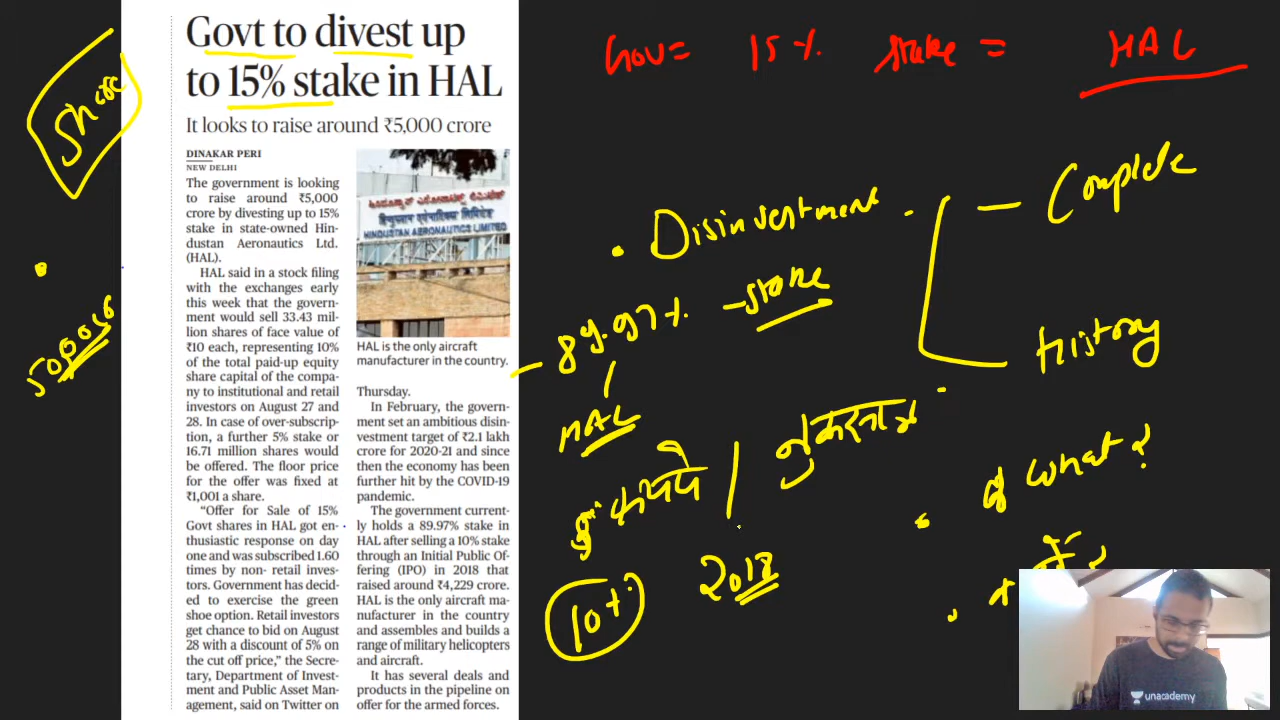 Govt to divest up
to 15% stake in HAL
It looks to raise around ₹5,000 crore
DINAKAR PERI
NEW DELHI
The government is looking
to raise around ₹5,000
crore by divesting up to 15%
stake in state-owned Hin-
dustan Aeronautics Ltd.
(HAL).
HAL said in a stock filing
with the exchanges early
this week that the govern-
ment would sell 33.43 mil-
lion shares of face value of
₹10 each, representing 10%
of the total paid-up equity
share capital of the compa-
ny to institutional and retail
investors on August 27 and
28. In case of over-subscrip-
tion, a further 5% stake or
16.71 million shares would
be offered. The floor price
for the offer was fixed at
₹1,001 a share.
“Offer for Sale of 15%
Govt shares in HAL got en-
thusiastic response on day
one and was subscribed 1.60
times by non- retail inves-
tors. Government has decid-
ed to exercise the green
shoe option. Retail investors
get chance to bid on August
28 with a discount of 5% on
the cut off price,” the Secre-
tary, Department of Invest-
ment and Public Asset Man-
agement, said on Twitter on
हिन्दुस्तान एरोनाटिक्स लिमिटेड
HINDUSTAN AERONAUTICS LIMITED
HAL is the only aircraft
manufacturer in the country.
Thursday.
In February, the govern-
ment set an ambitious disin-
vestment target of ₹2.1 lakh
crore for 2020-21 and since
then the economy has been
further hit by the COVID-19
pandemic.
The government current-
ly holds a 89.97% stake in
HAL after selling a 10% stake
through an Initial Public Of-
fering (IPO) in 2018 that
raised around ₹4,229 crore.
HAL is the only aircraft ma-
nufacturer in the country
and assembles and builds a
range of military helicopters
and aircraft.
It has several deals and
products in the pipeline on
offer for the armed forces.
Share
Gov = 15% stake = HAL
Disinvestment
Complete
History
- 89.97% - stake
HAL
नुकसान
what?
10%
2018
unacademy